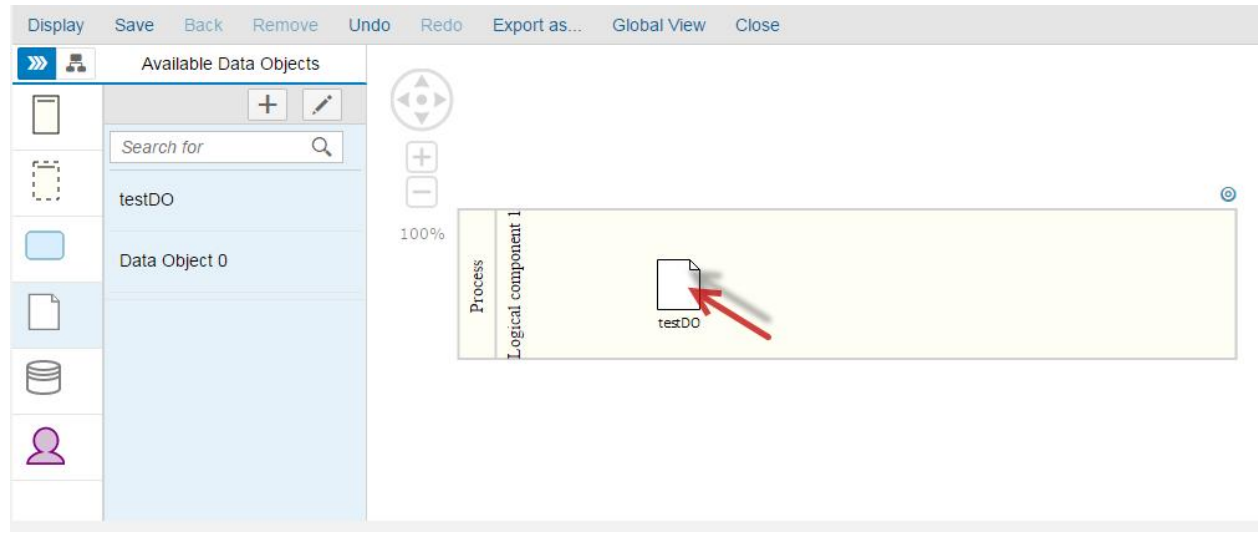 Display Save Back Remove Undo Redo Export as... Global View Close
Available Data Objects
Search for
testDO
Data Object 0
100%
Process
Logical component 1
testDO